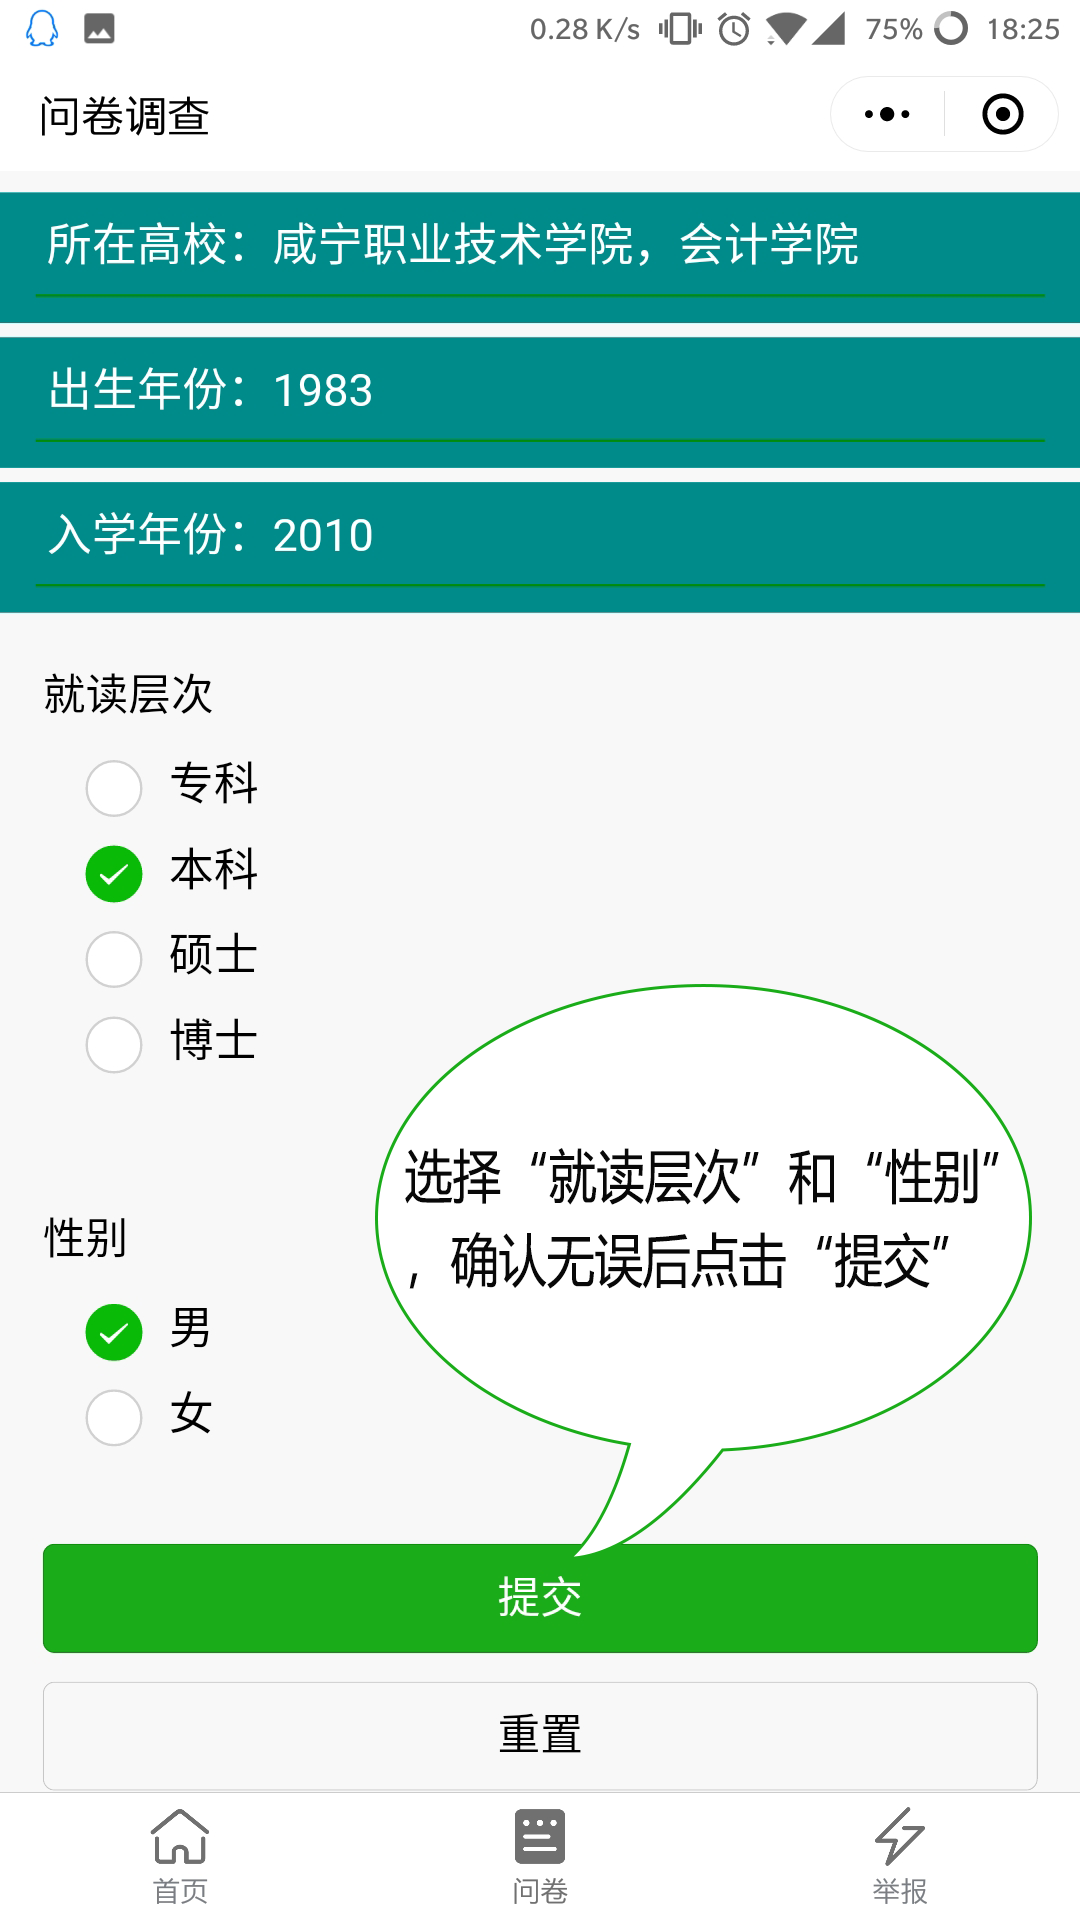 0.28 K/s 75% 18:25
问卷调查
所在高校：咸宁职业技术学院，会计学院
出生年份：1983
入学年份：2010
就读层次
专科
本科
硕士
博士
选择“就读层次”和“性别”
，确认无误后点击“提交”
性别
男
女
提交
重置
首页 问卷 举报